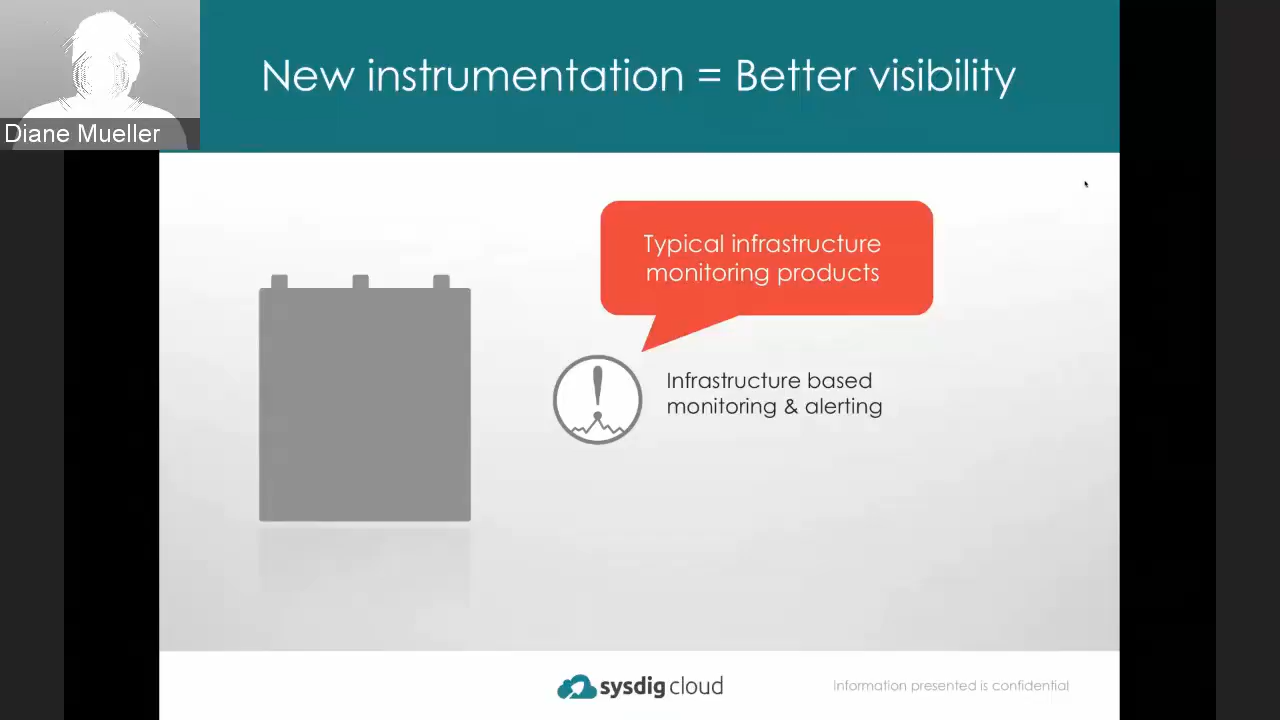 New instrumentation = Better visibility
Diane Mueller
Typical infrastructure
monitoring products
Infrastructure based
monitoring & alerting
sysdig cloud
Information presented is confidential